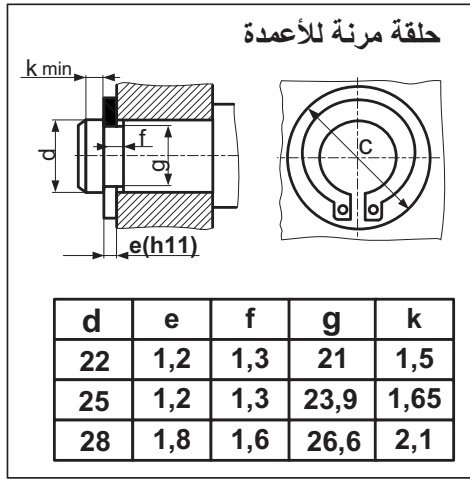 حلقة مرنة للأعمدة
k min
d
f
g
e(h11)
C
d e f g k
22 1,2 1,3 21 1,5
25 1,2 1,3 23,9 1,65
28 1,8 1,6 26,6 2,1